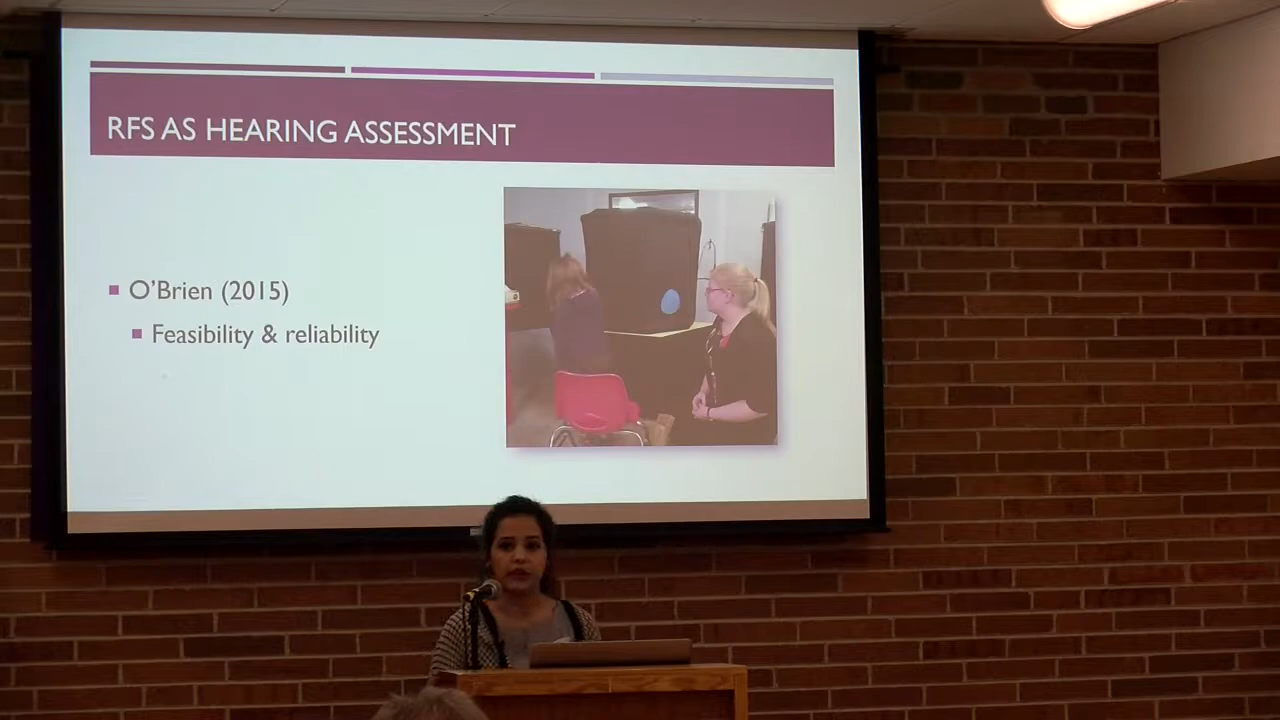 RFS AS HEARING ASSESSMENT
O'Brien (2015)
Feasibility & reliability